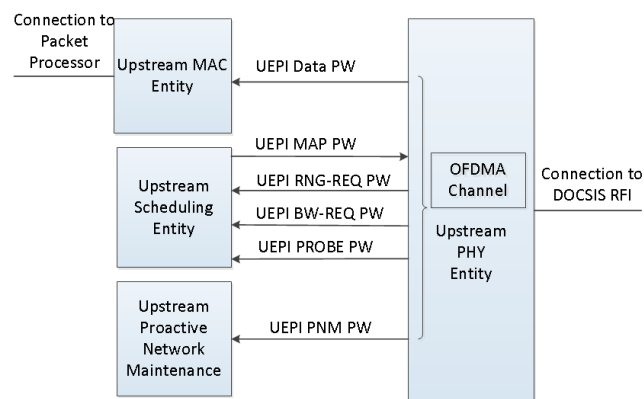 Connection to
Packet
Processor
Upstream MAC
Entity
UEPI Data PW
UEPI MAP PW
Upstream
Scheduling
Entity
UEPI RNG-REQ PW
UEPI BW-REQ PW
UEPI PROBE PW
Upstream
Proactive
Network
Maintenance
UEPI PNM PW
OFDMA
Channel
Upstream
PHY
Entity
Connection to
DOCSIS RFI